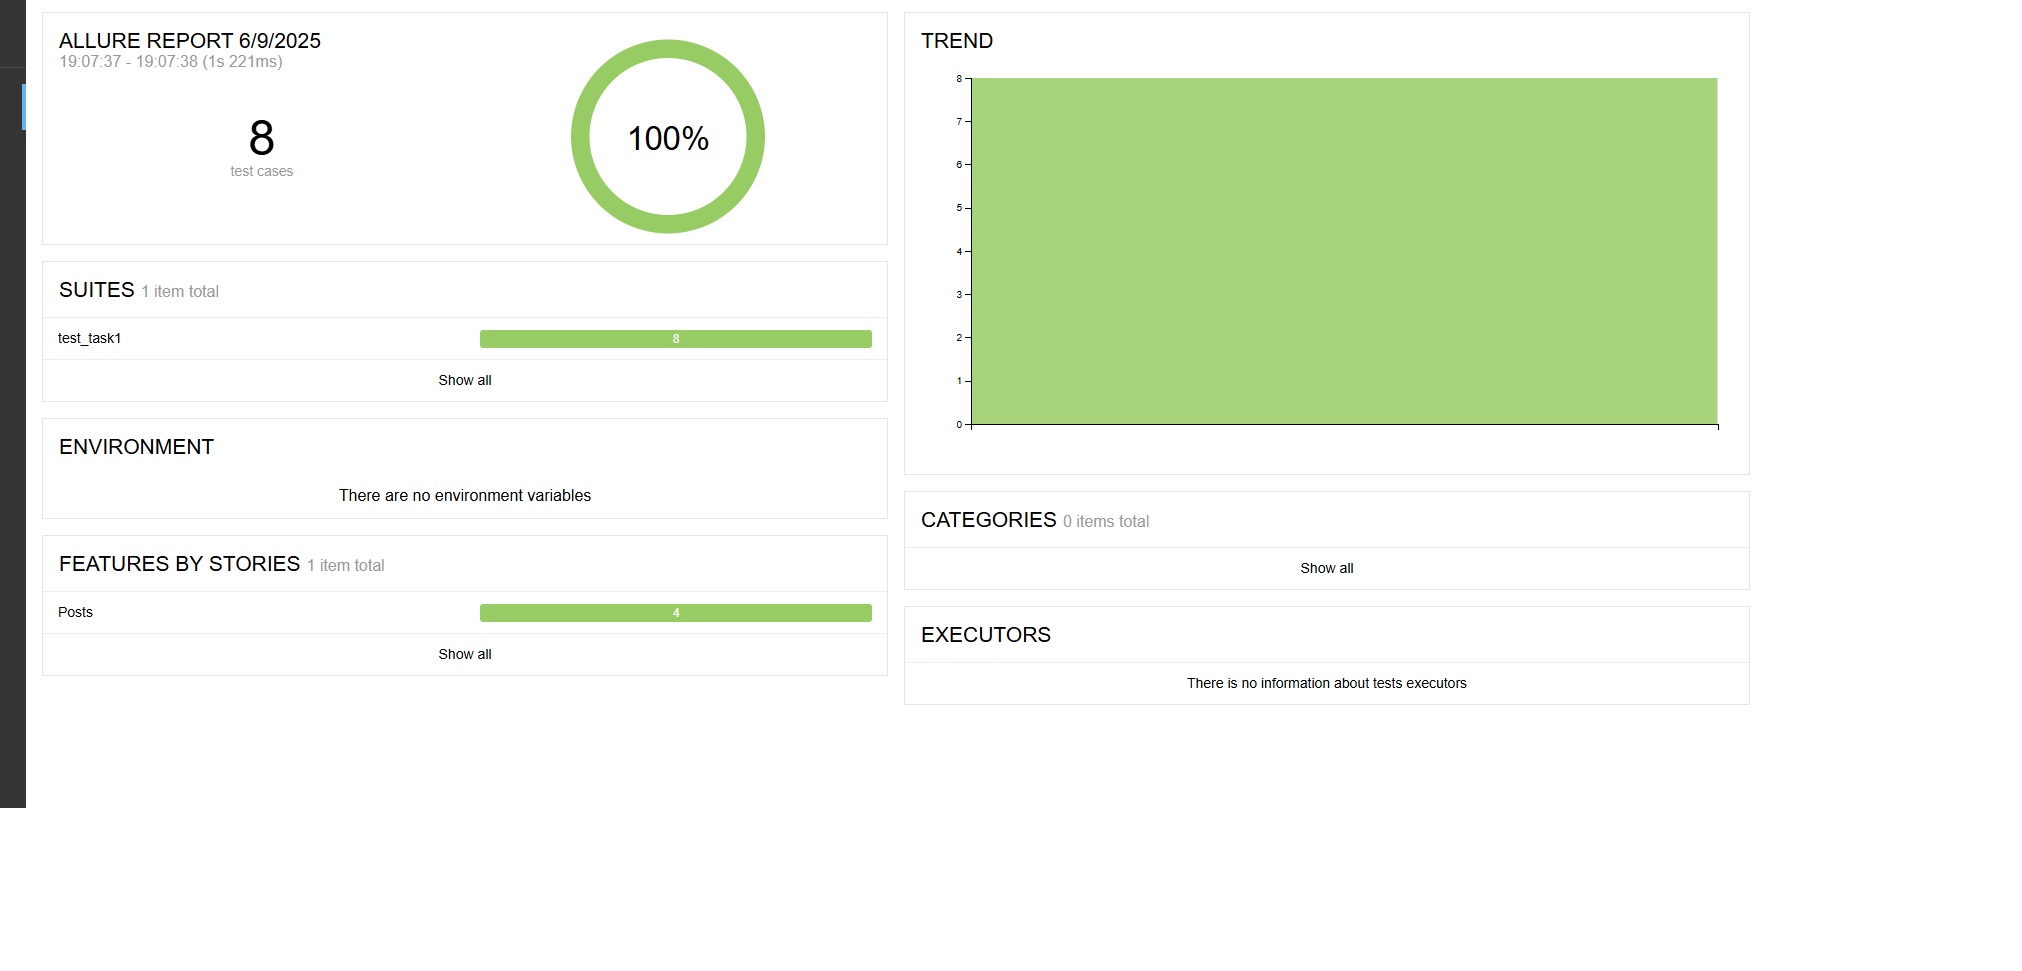 ALLURE REPORT 6/9/2025
19:07:37 - 19:07:38 (1s 221ms)
8
test cases
100%
SUITES 1 item total
test_task1 8
Show all
ENVIRONMENT
There are no environment variables
FEATURES BY STORIES 1 item total
Posts 4
Show all
TREND
8
7
6
5
4
3
2
1
0
CATEGORIES 0 items total
Show all
EXECUTORS
There is no information about tests executors